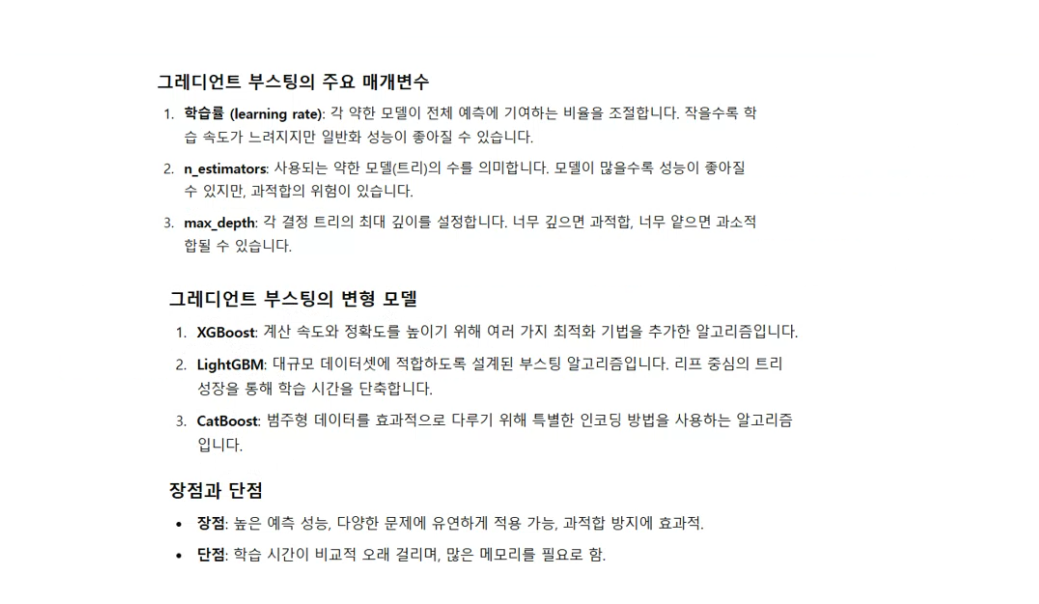 그레디언트 부스팅의 주요 매개변수
1. 학습률 (learning rate): 각 약한 모델이 전체 예측에 기여하는 비율을 조절합니다. 작을수록 학
습 속도가 느려지지만 일반화 성능이 좋아질 수 있습니다.
2. n_estimators: 사용되는 약한 모델(트리)의 수를 의미합니다. 모델이 많을수록 성능이 좋아질
수 있지만, 과적합의 위험이 있습니다.
3. max_depth: 각 결정 트리의 최대 깊이를 설정합니다. 너무 깊으면 과적합, 너무 얕으면 과소적
합될 수 있습니다.
그레디언트 부스팅의 변형 모델
1. XGBoost: 계산 속도와 정확도를 높이기 위해 여러 가지 최적화 기법을 추가한 알고리즘입니다.
2. LightGBM: 대규모 데이터셋에 적합하도록 설계된 부스팅 알고리즘입니다. 리프 중심의 트리
성장을 통해 학습 시간을 단축합니다.
3. CatBoost: 범주형 데이터를 효과적으로 다루기 위해 특별한 인코딩 방법을 사용하는 알고리즘
입니다.
장점과 단점
• 장점: 높은 예측 성능, 다양한 문제에 유연하게 적용 가능, 과적합 방지에 효과적.
• 단점: 학습 시간이 비교적 오래 걸리며, 많은 메모리를 필요로 함.